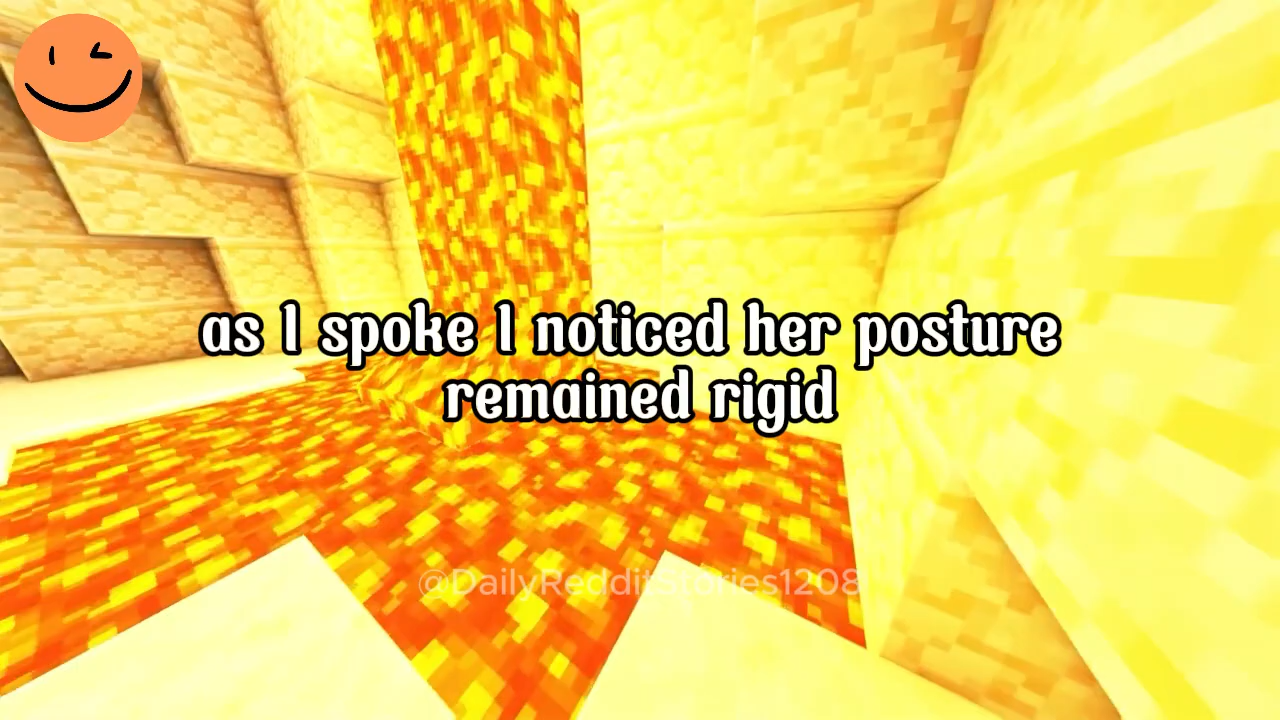 as I spoke I noticed her posture
remained rigid
@DailyRedditStories1208